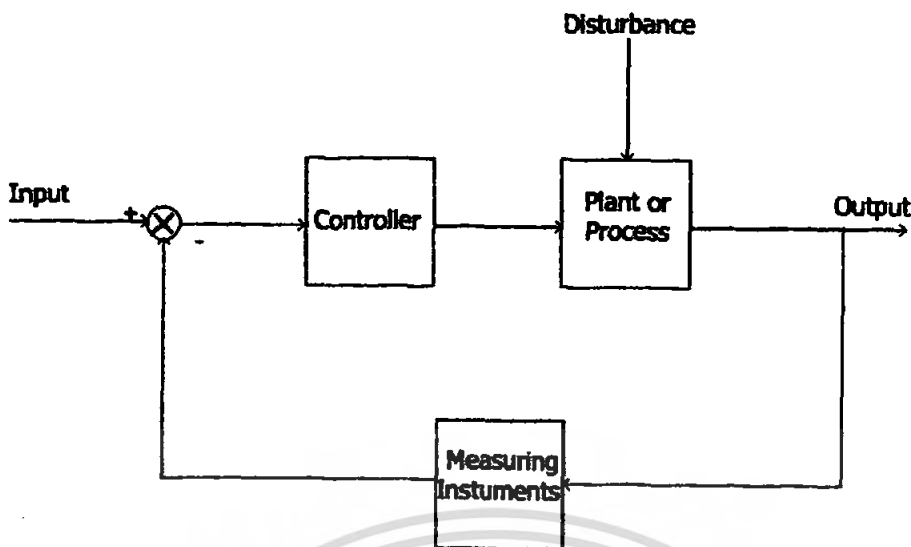 Disturbance
Input
+
-
Controller
Plant or
Process
Output
Measuring
Instuments